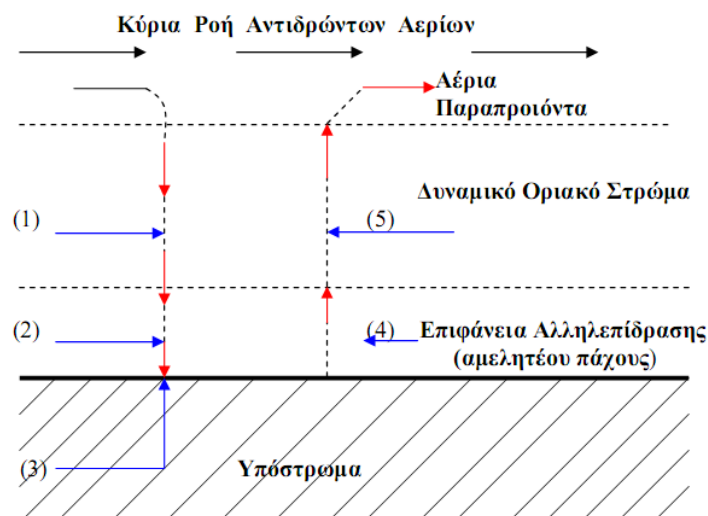 Κύρια Ροή Αντιδρώντων Αερίων
Αέρια
Παραπροιόντα
Δυναμικό Οριακό Στρώμα
(1)
(5)
(2)
(4)
Επιφάνεια Αλληλεπίδρασης
(αμελητέου πάχους)
(3)
Υπόστρωμα